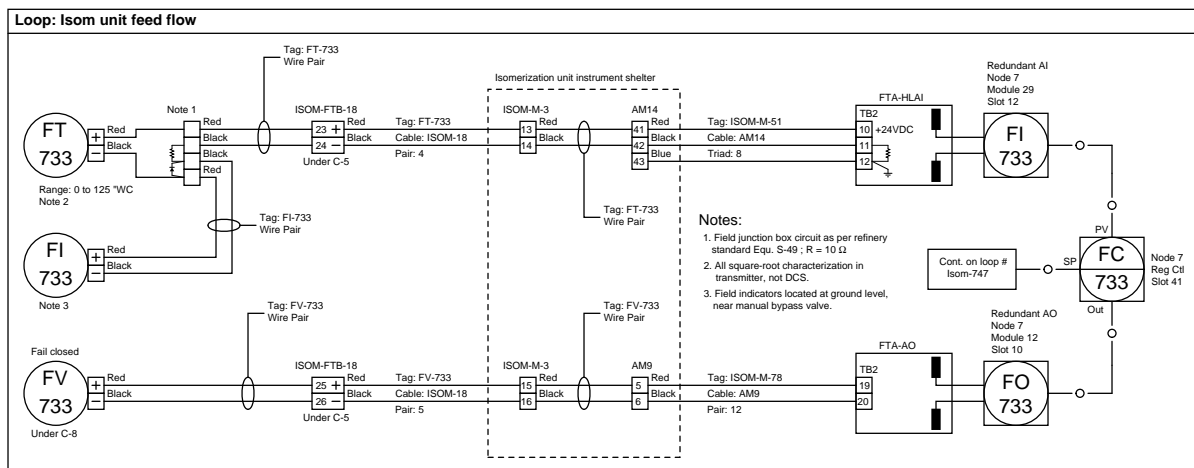 Loop: Isom unit feed flow
Tag: FT-733
Wire Pair
Isomerization unit instrument shelter
Redundant AI
Node 7
Module 29
Slot 12
Note 1
ISOM-FTB-18
ISOM-M-3
AM14
FTA-HLAI
TB2
FT
733
+
−
Red
Black
Red
Black
Black
Red
23 +
24 −
Under C-5
Red
Black
Tag: FT-733
Cable: ISOM-18
Pair: 4
13
14
Red
Black
41
42
43
Red
Black
Blue
Tag: ISOM-M-51
Cable: AM14
Triad: 8
10
11
12
+24VDC
FI
733
Range: 0 to 125 "WC
Note 2
Tag: FI-733
Wire Pair
Tag: FT-733
Wire Pair
FI
733
+
−
Red
Black
Note 3
Notes:
1. Field junction box circuit as per refinery
standard Equ. S-49 ; R = 10 Ω
2. All square-root characterization in
transmitter, not DCS.
3. Field indicators located at ground level,
near manual bypass valve.
Cont. on loop #
Isom-747
SP
PV
FC
733
Out
Node 7
Reg Ctl
Slot 41
Tag: FV-733
Wire Pair
Tag: FV-733
Wire Pair
Redundant AO
Node 7
Module 12
Slot 10
Fail closed
ISOM-FTB-18
ISOM-M-3
AM9
FTA-AO
TB2
FV
733
+
−
Red
Black
Under C-8
25 +
26 −
Under C-5
Red
Black
Tag: FV-733
Cable: ISOM-18
Pair: 5
15
16
Red
Black
5
6
Red
Black
Tag: ISOM-M-78
Cable: AM9
Pair: 12
19
20
FO
733